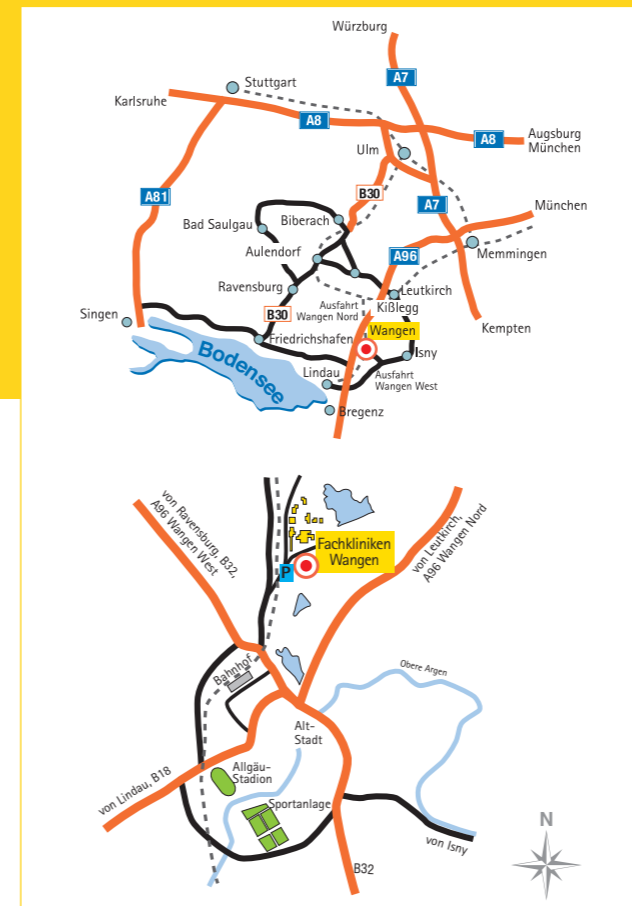 Würzburg
A7
Stuttgart
Karlsruhe
A8
A8
Augsburg
München
Ulm
B30
A81
A7
München
Biberach
Bad Saulgau
Aulendorf
A96
Memmingen
Ravensburg
Leutkirch
Ausfahrt
Wangen Nord
Kißlegg
Singen
B30
Wangen
Kempten
Friedrichshafen
Isny
Bodensee
Lindau
Ausfahrt
Wangen West
Bregenz
von Ravensburg, B32,
A96 Wangen West
von Leutkirch,
A96 Wangen Nord
Fachkliniken
Wangen
P
Bahnhof
Obere Argen
Alt-
Stadt
Allgäu-
Stadion
von Lindau, B18
Sportanlage
N
von Isny
B32